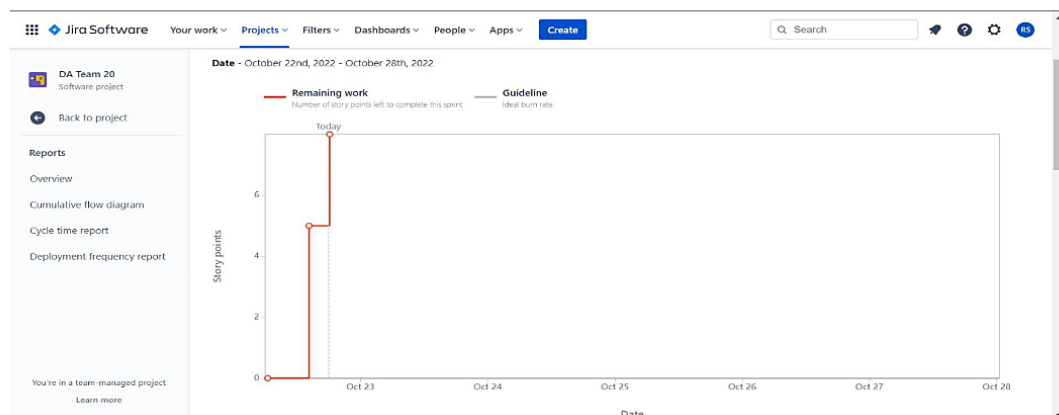 Jira Software Your work Projects Filters Dashboards People Apps Create Search RS
DA Team 20
Software project
Back to project
Reports
Overview
Cumulative flow diagram
Cycle time report
Deployment frequency report
You're in a team-managed project
Learn more
Date - October 22nd, 2022 - October 28th, 2022
Remaining work
Number of story points left to complete this sprint
Guideline
Ideal burn rate
Today
Story points
6
4
2
0
Oct 23 Oct 24 Oct 25 Oct 26 Oct 27 Oct 28
Date